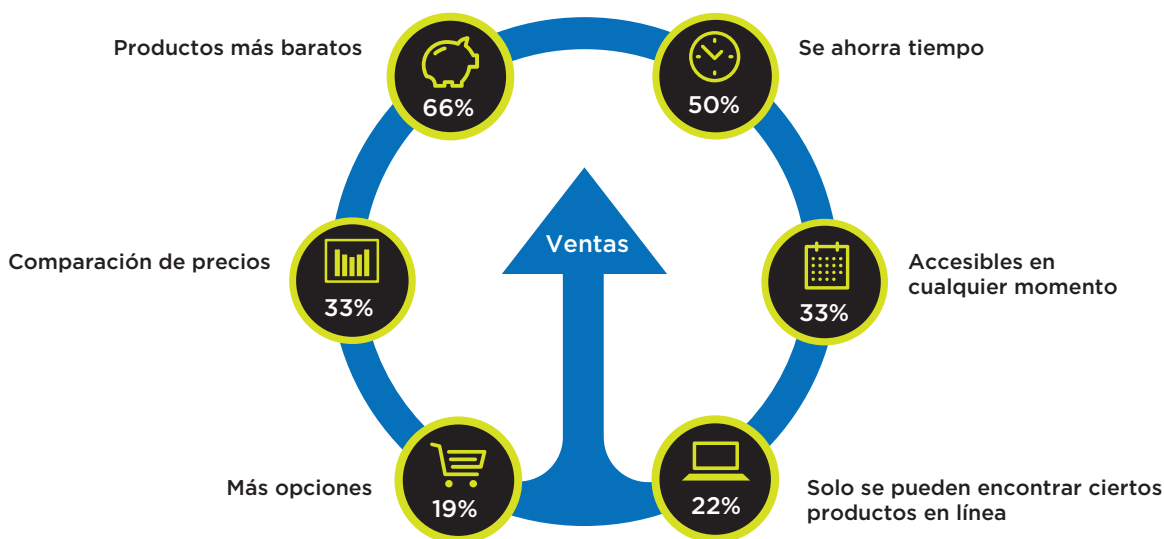 Productos más baratos
66%
Se ahorra tiempo
50%
Ventas
Comparación de precios
33%
Accesibles en
cualquier momento
33%
Más opciones
19%
Solo se pueden encontrar ciertos
productos en línea
22%